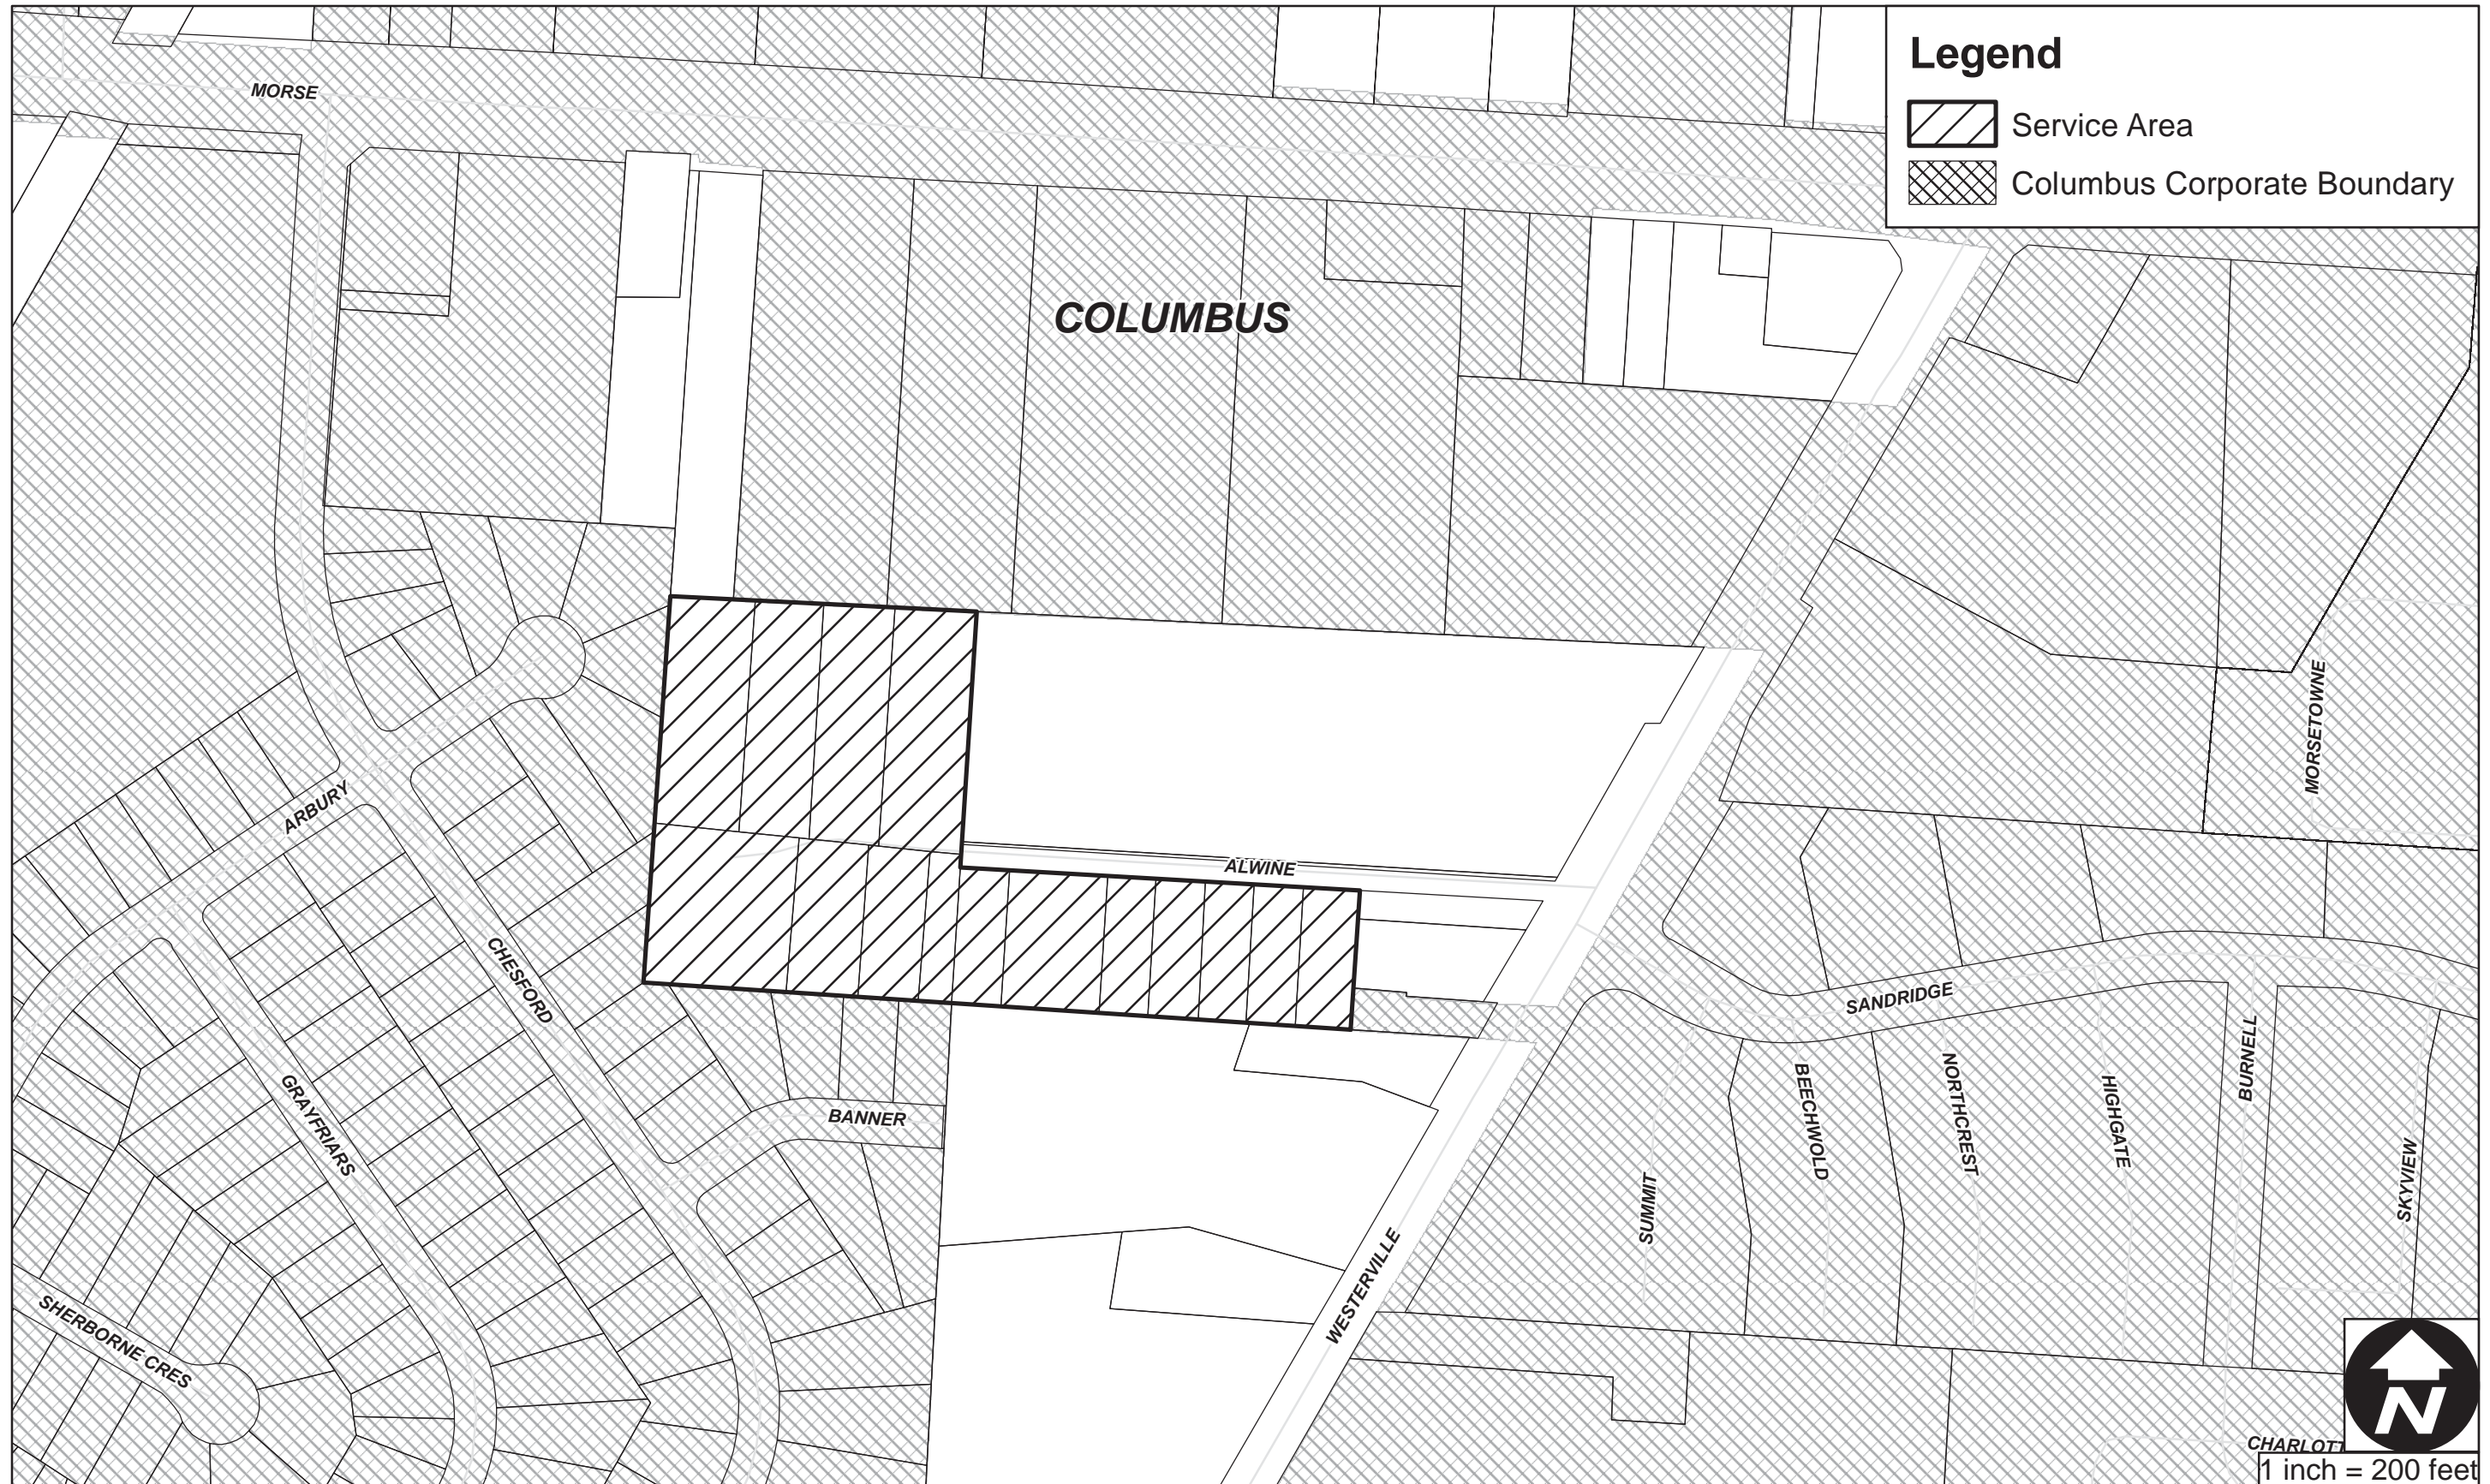 Legend
Service Area
Columbus Corporate Boundary
MORSE
COLUMBUS
MORSETOWNE
ARBURY
ALWINE
CHESFORD
SANDRIDGE
BURNELL
GRAYFRIARS
BANNER
BEECHWOLD
NORTHCREST
HIGHGATE
SUMMIT
SKYVIEW
WESTERVILLE
SHERBORNE CRES
CHARLOTT
N
1 inch = 200 feet